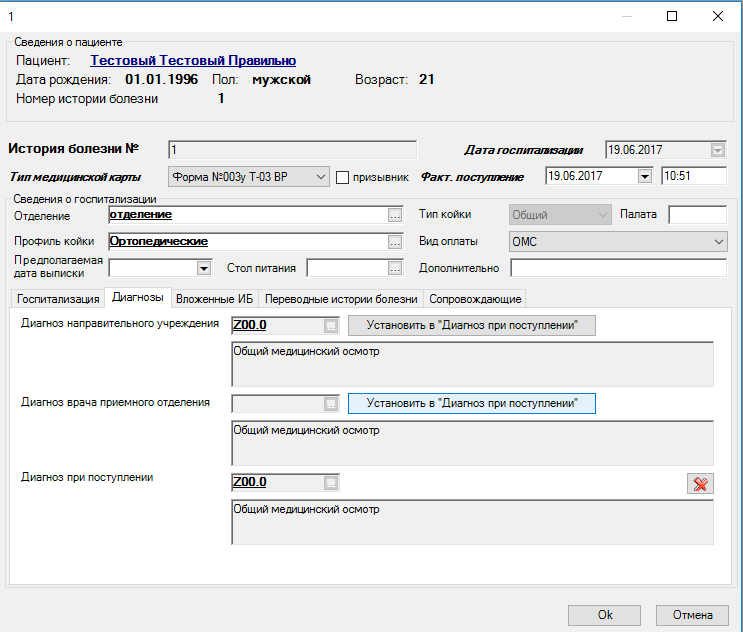 1
Сведения о пациенте
Пациент: Тестовый Тестовый Правильно
Дата рождения: 01.01.1996 Пол: мужской Возраст: 21
Номер истории болезни 1
История болезни № 1 Дата госпитализации 19.06.2017
Тип медицинской карты Форма №003у Т-03 ВР призывник Факт. поступление 19.06.2017 10:51
Сведения о госпитализации
Отделение отделение ... Тип койки Общий Палата
Профиль койки Ортопедические ... Вид оплаты ОМС
Предполагаемая
дата выписки Стол питания ... Дополнительно
Госпитализация Диагнозы Вложенные ИБ Переводные истории болезни Сопровождающие
Диагноз направительного учреждения Z00.0 ... Установить в "Диагноз при поступлении"
Общий медицинский осмотр
Диагноз врача приемного отделения ... Установить в "Диагноз при поступлении"
Общий медицинский осмотр
Диагноз при поступлении Z00.0 ...
Общий медицинский осмотр
Ok Отмена